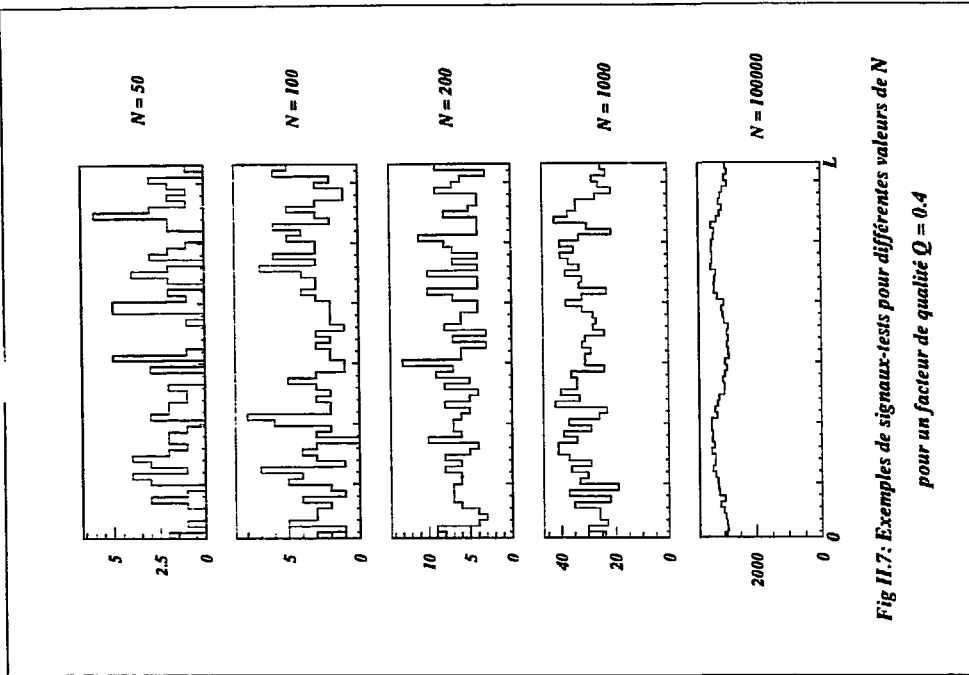 N = 50
5
2.5
0
N = 100
5
0
N = 200
10
5
0
N = 1000
40
20
0
N = 100000
2000
0
0
L
Fig II.7: Exemples de signaux-tests pour différentes valeurs de N
pour un facteur de qualité Q = 0.4